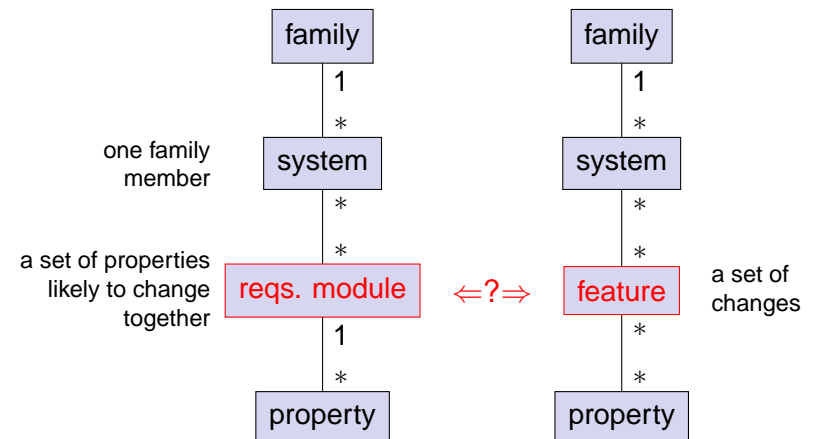 family
family
1
1
*
*
one family
member
system
system
*
*
*
*
a set of properties
likely to change
together
reqs. module
⇐?⇒
feature
a set of
changes
1
*
*
*
property
property